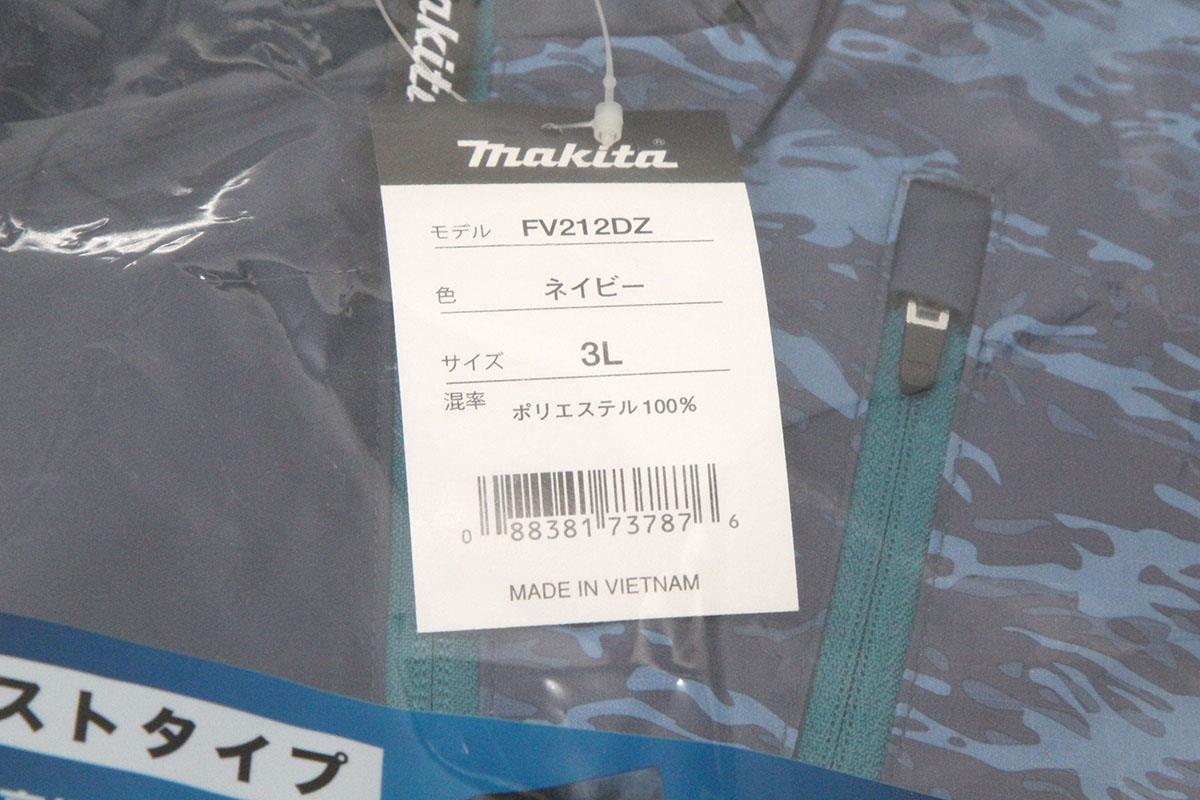 makita
makita®
モデル FV212DZ
色 ネイビー
サイズ 3L
混率 ポリエステル100%
0 88381 73787 6
MADE IN VIETNAM
ストタイプ